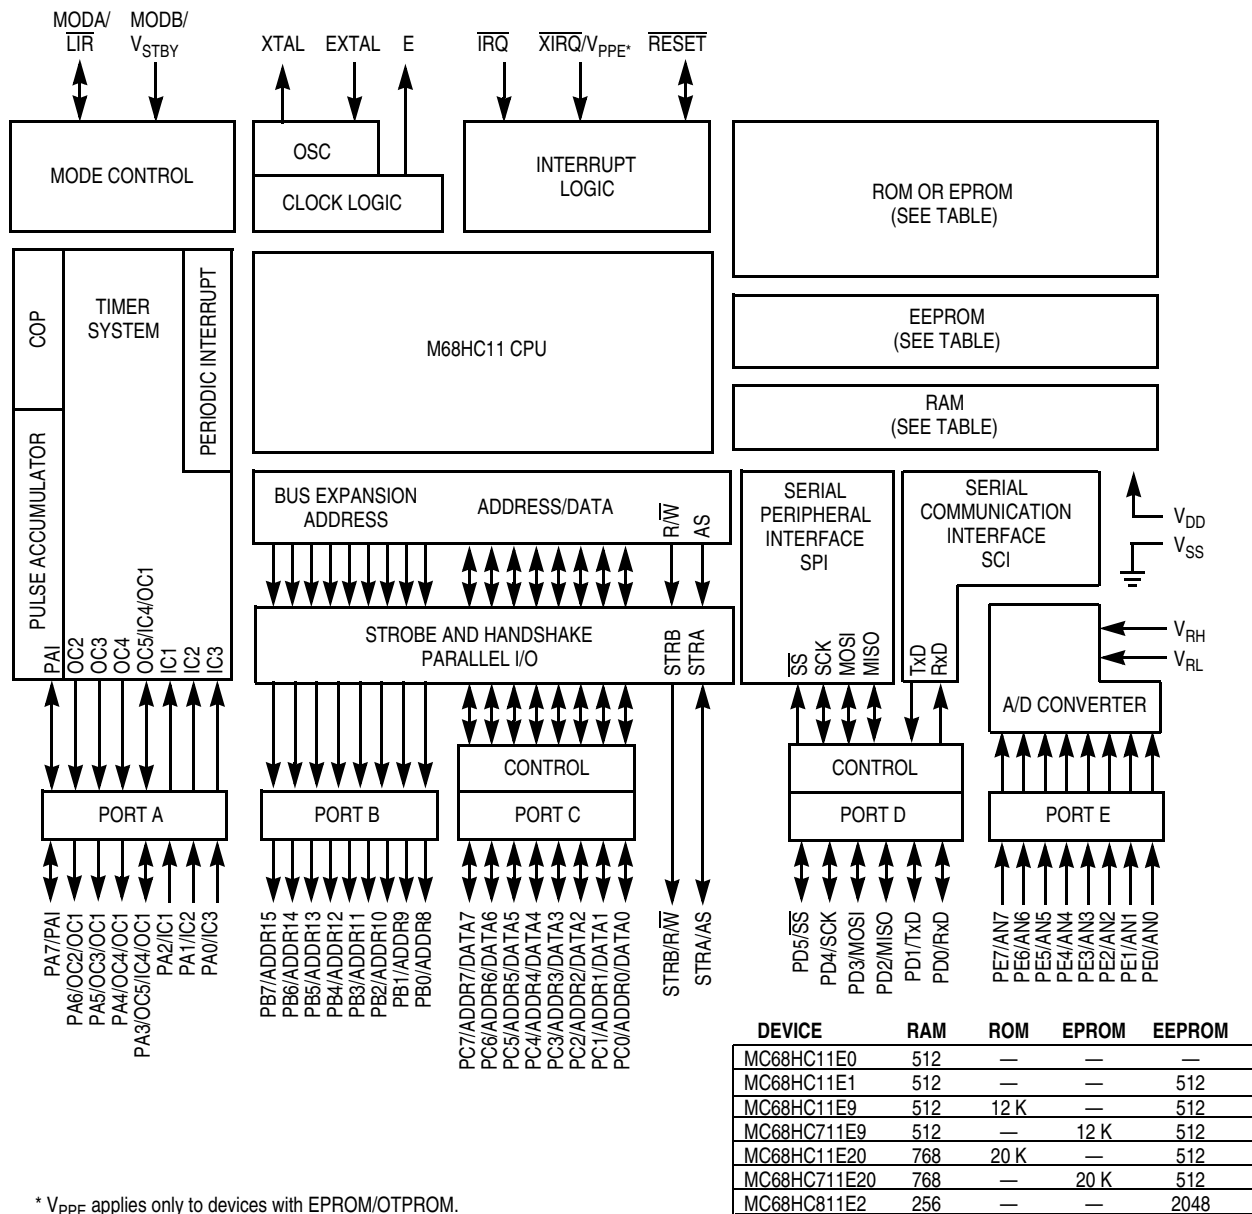 MODA/
LIR
MODB/
VSTBY
XTAL
EXTAL
E
IRQ
XIRQ/VPPE*
RESET
MODE CONTROL
OSC
CLOCK LOGIC
INTERRUPT
LOGIC
ROM OR EPROM
(SEE TABLE)
COP
TIMER
SYSTEM
PERIODIC INTERRUPT
PULSE ACCUMULATOR
M68HC11 CPU
EEPROM
(SEE TABLE)
RAM
(SEE TABLE)
BUS EXPANSION
ADDRESS
ADDRESS/DATA
R/W
AS
SERIAL
PERIPHERAL
INTERFACE
SPI
SERIAL
COMMUNICATION
INTERFACE
SCI
VDD
VSS
PAI
OC2
OC3
OC4
OC5/IC4/OC1
IC1
IC2
IC3
STROBE AND HANDSHAKE
PARALLEL I/O
STRB
STRA
SS
SCK
MOSI
MISO
TxD
RxD
VRH
VRL
A/D CONVERTER
CONTROL
CONTROL
PORT A
PORT B
PORT C
PORT D
PORT E
PA7/PAI
PA6/OC2/OC1
PA5/OC3/OC1
PA4/OC4/OC1
PA3/OC5/IC4/OC1
PA2/IC1
PA1/IC2
PA0/IC3
PB7/ADDR15
PB6/ADDR14
PB5/ADDR13
PB4/ADDR12
PB3/ADDR11
PB2/ADDR10
PB1/ADDR9
PB0/ADDR8
PC7/ADDR7/DATA7
PC6/ADDR6/DATA6
PC5/ADDR5/DATA5
PC4/ADDR4/DATA4
PC3/ADDR3/DATA3
PC2/ADDR2/DATA2
PC1/ADDR1/DATA1
PC0/ADDR0/DATA0
STRB/R/W
STRA/AS
PD5/SS
PD4/SCK
PD3/MOSI
PD2/MISO
PD1/TxD
PD0/RxD
PE7/AN7
PE6/AN6
PE5/AN5
PE4/AN4
PE3/AN3
PE2/AN2
PE1/AN1
PE0/AN0
DEVICE RAM ROM EPROM EEPROM
MC68HC11E0 512 — — —
MC68HC11E1 512 — — 512
MC68HC11E9 512 12 K — 512
MC68HC711E9 512 — 12 K 512
MC68HC11E20 768 20 K — 512
MC68HC711E20 768 — 20 K 512
MC68HC811E2 256 — — 2048
* VPPE applies only to devices with EPROM/OTPROM.